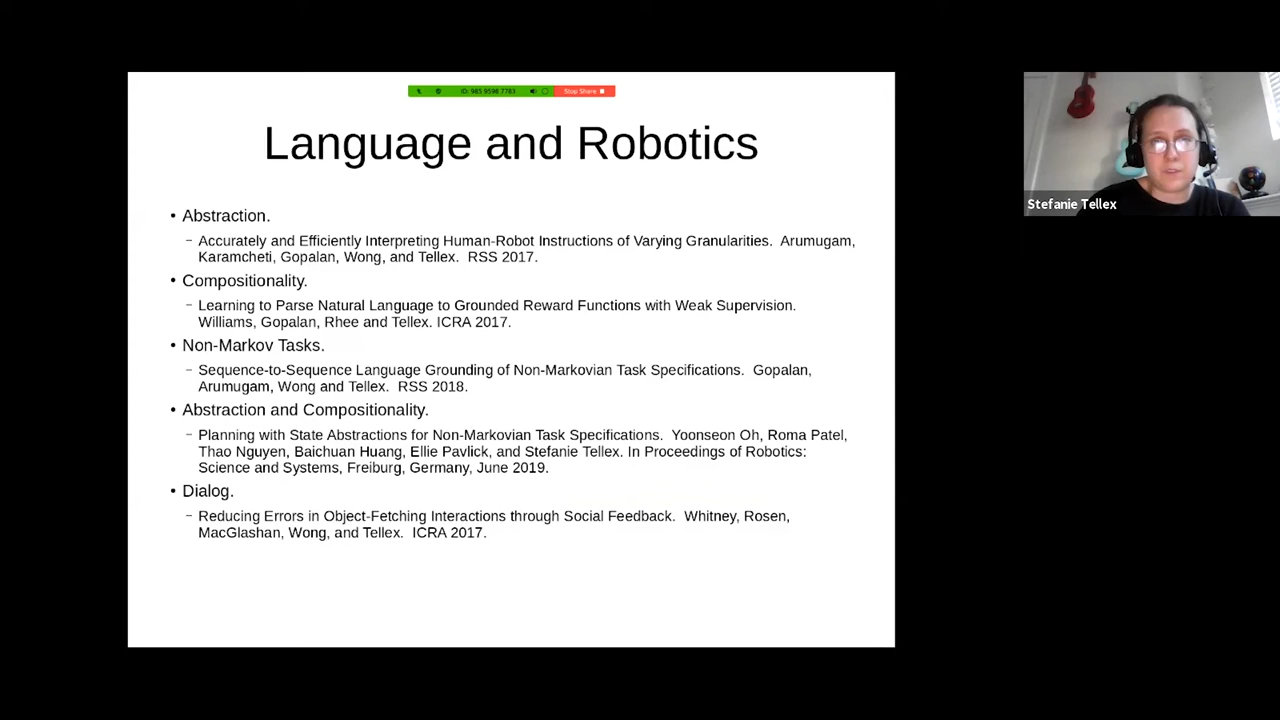 ID: 985 9598 7783
Stop Share
Language and Robotics
• Abstraction.
– Accurately and Efficiently Interpreting Human-Robot Instructions of Varying Granularities. Arumugam,
Karamcheti, Gopalan, Wong, and Tellex. RSS 2017.
• Compositionality.
– Learning to Parse Natural Language to Grounded Reward Functions with Weak Supervision.
Williams, Gopalan, Rhee and Tellex. ICRA 2017.
• Non-Markov Tasks.
– Sequence-to-Sequence Language Grounding of Non-Markovian Task Specifications. Gopalan,
Arumugam, Wong and Tellex. RSS 2018.
• Abstraction and Compositionality.
– Planning with State Abstractions for Non-Markovian Task Specifications. Yoonseon Oh, Roma Patel,
Thao Nguyen, Baichuan Huang, Ellie Pavlick, and Stefanie Tellex. In Proceedings of Robotics:
Science and Systems, Freiburg, Germany, June 2019.
• Dialog.
– Reducing Errors in Object-Fetching Interactions through Social Feedback. Whitney, Rosen,
MacGlashan, Wong, and Tellex. ICRA 2017.
Stefanie Tellex